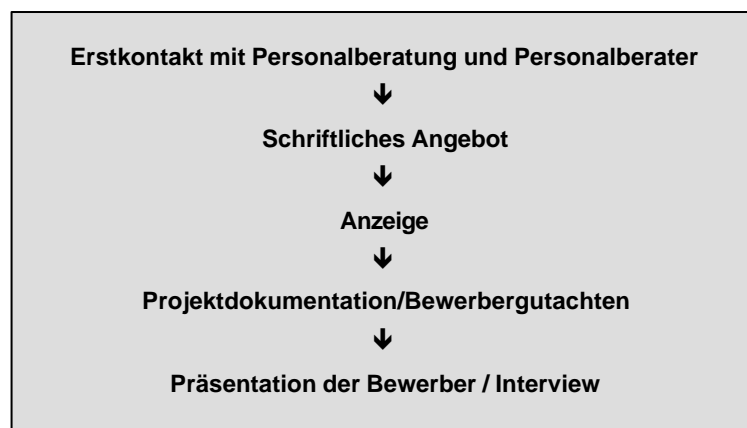 Erstkontakt mit Personalberatung und Personalberater
Schriftliches Angebot
Anzeige
Projektdokumentation/Bewerbergutachten
Präsentation der Bewerber / Interview